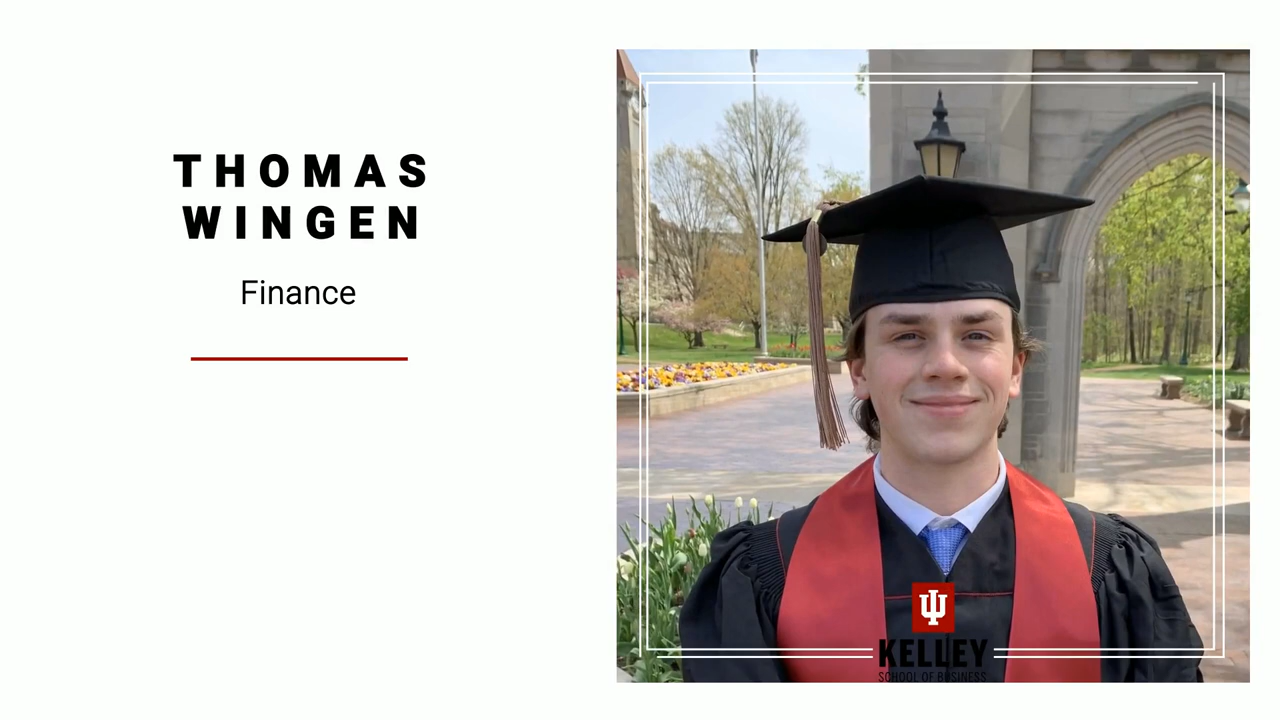 THOMAS
WINGEN
Finance
KELLEY
SCHOOL OF BUSINESS